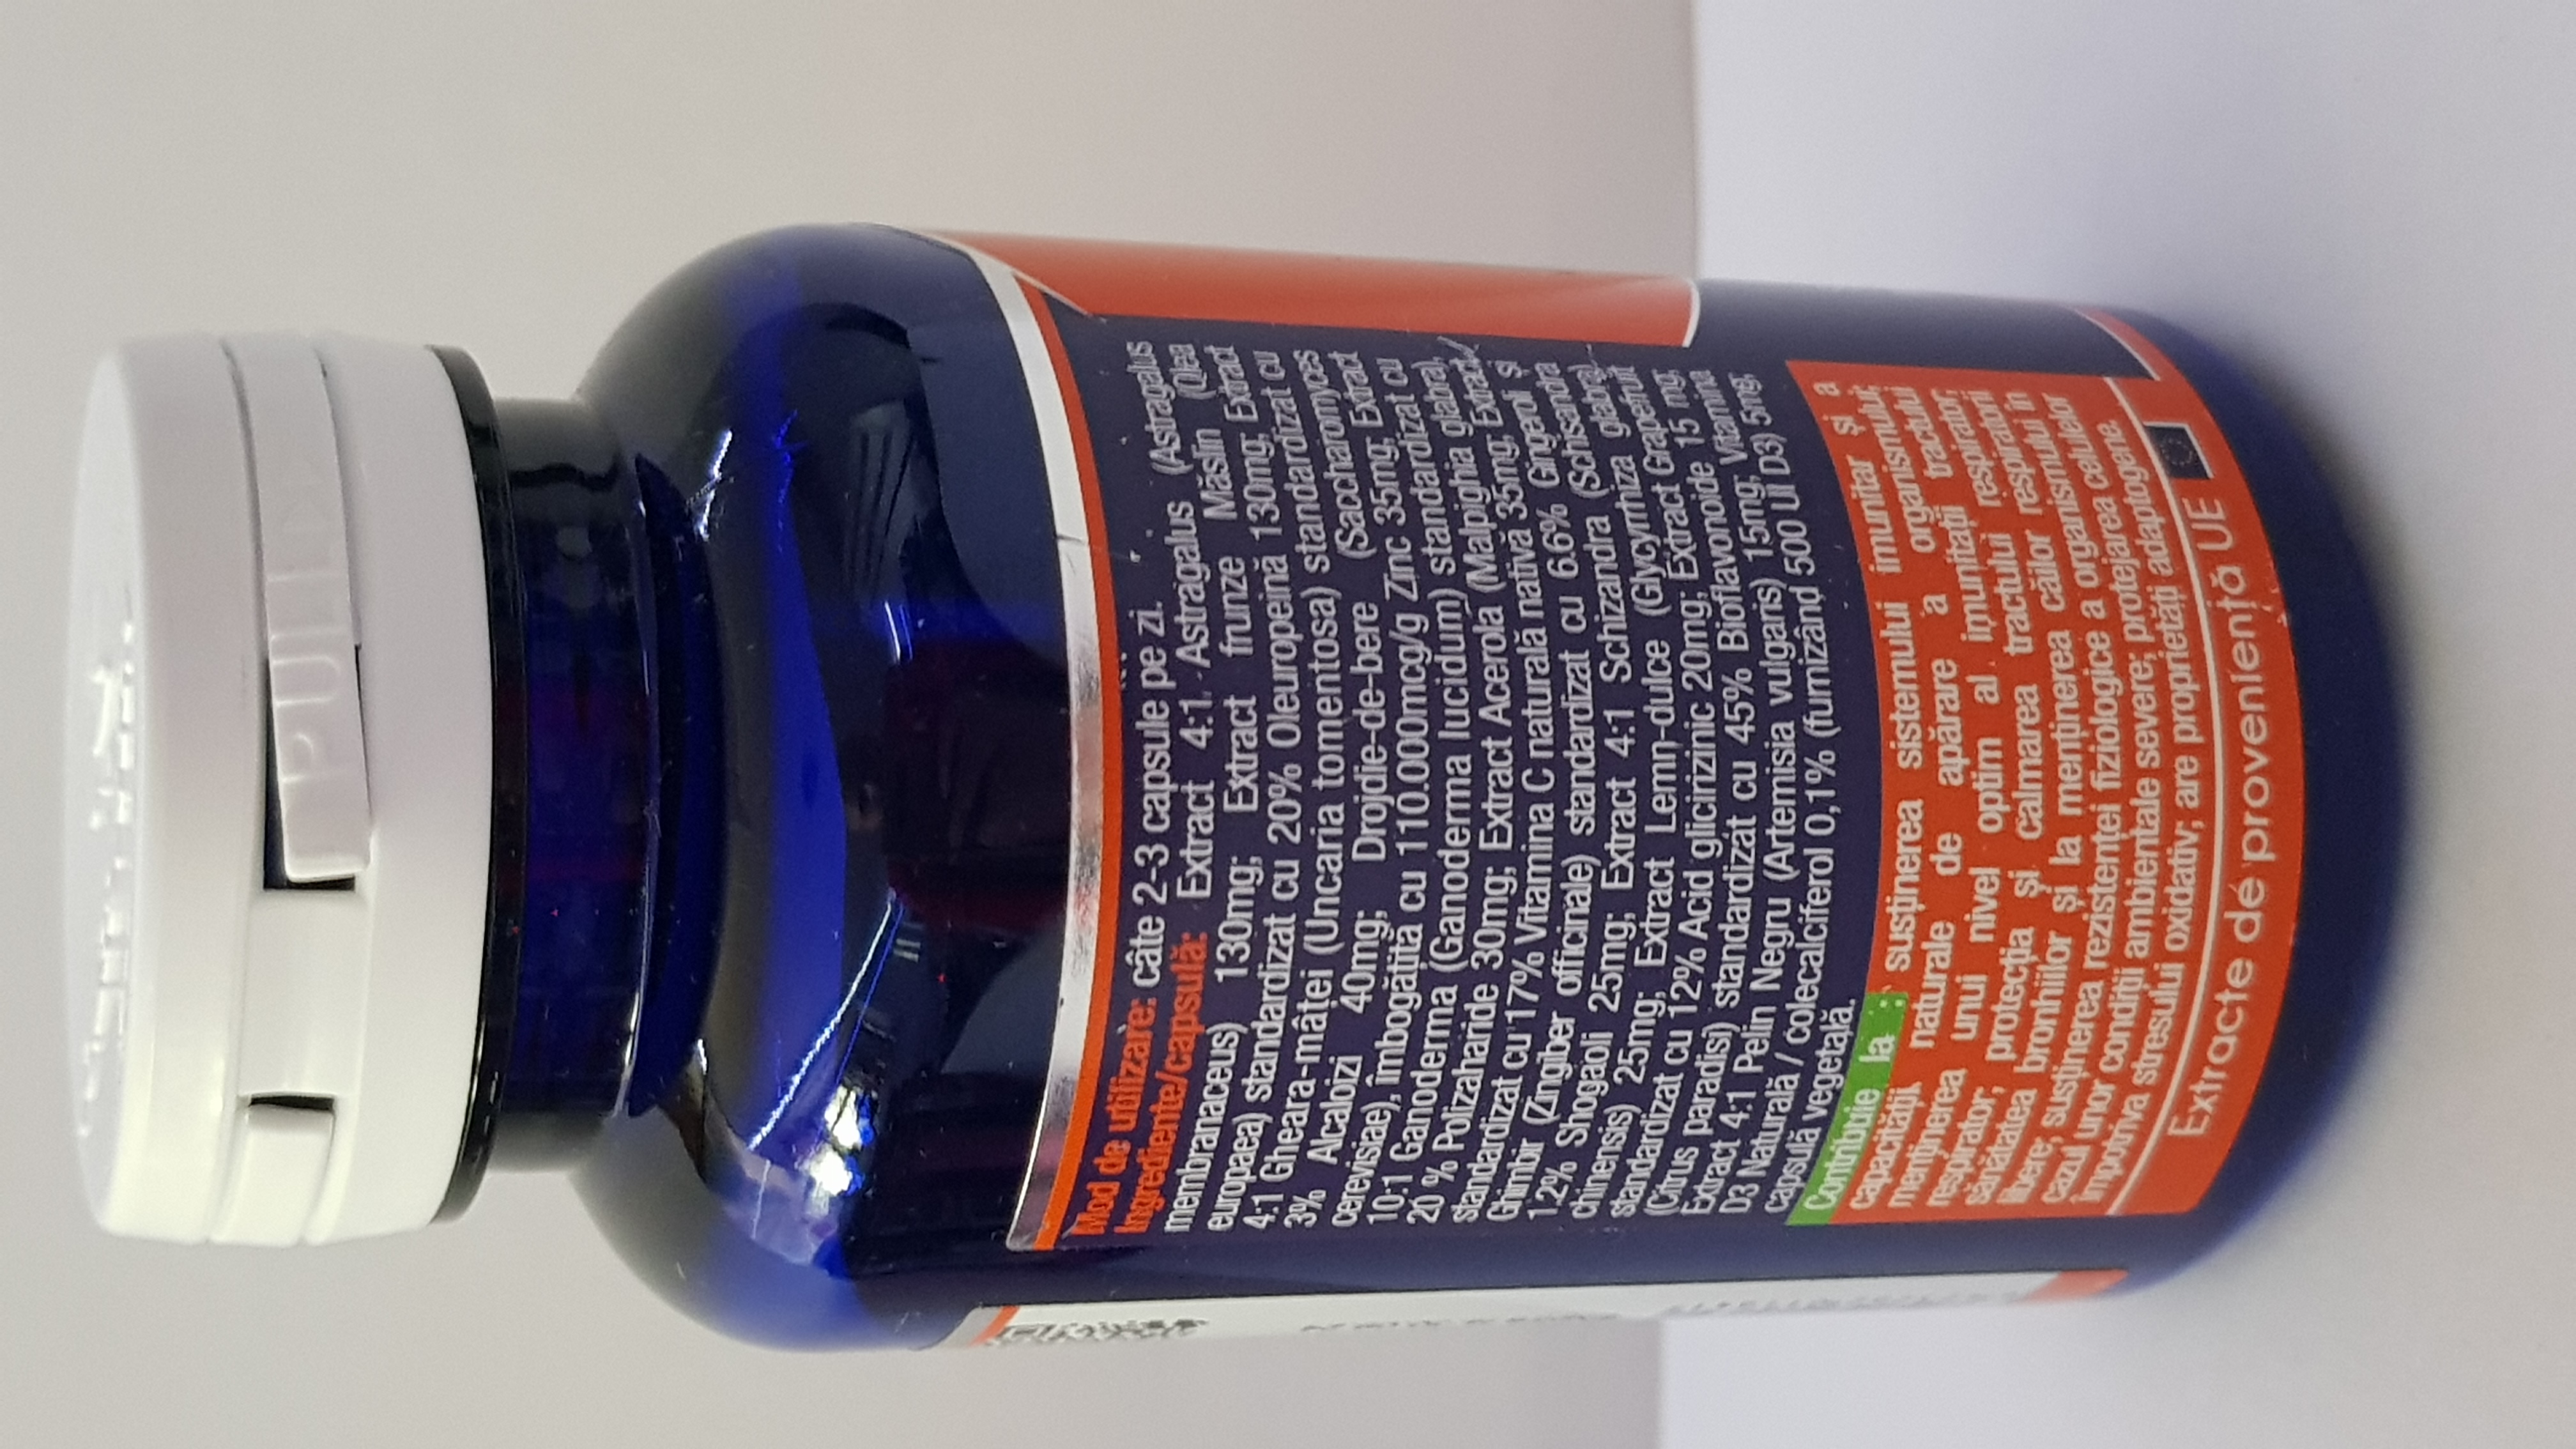 PULL >
Mod de utilizare: câte 2-3 capsule pe zi.
Ingrediente/capsulă: Extract 4:1 Astragalus (Astragalus
membranaceus) 130mg; Extract frunze Măslin (Olea
europaea) standardizat cu 20% Oleuropeină 130mg; Extract
4:1 Gheara-mâței (Uncaria tomentosa) standardizat cu
3% Alcaloizi 40mg; Drojdie-de-bere (Saccharomyces
cerevisiae), îmbogățită cu 110.000mcg/g Zinc 35mg; Extract
10:1 Ganoderma (Ganoderma lucidum) standardizat cu
20 % Polizaharide 30mg; Extract Acerola (Malpighia glabra),
standardizat cu 17% Vitamina C naturală nativă 35mg; Extract
Ghimbir (Zingiber officinale) standardizat cu 6.6% Gingeroli și
1.2% Shogaoli 25mg; Extract 4:1 Schizandra (Schisandra
chinensis) 25mg; Extract Lemn-dulce (Glycyrrhiza glabra)
standardizat cu 12% Acid glicirizinic 20mg; Extract Grapefruit
(Citrus paradisi) standardizat cu 45% Bioflavonoide 15 mg;
Extract 4:1 Pelin Negru (Artemisia vulgaris) 15mg; Vitamina
D3 Naturală / colecalciferol 0,1% (furnizând 500 UI D3) 5mg;
capsulă vegetală.
Contribuie la : susținerea sistemului imunitar și a
capacității naturale de apărare a organismului;
menținerea unui nivel optim al imunității tractului
respirator; protecția și calmarea tractului respirator;
sănătatea bronhiilor și la menținerea căilor respiratorii
libere; susținerea rezistenței fiziologice a organismului în
cazul unor condiții ambientale severe; protejarea celulelor
împotriva stresului oxidativ; are proprietăți adaptogene.
Extracte de proveniență UE